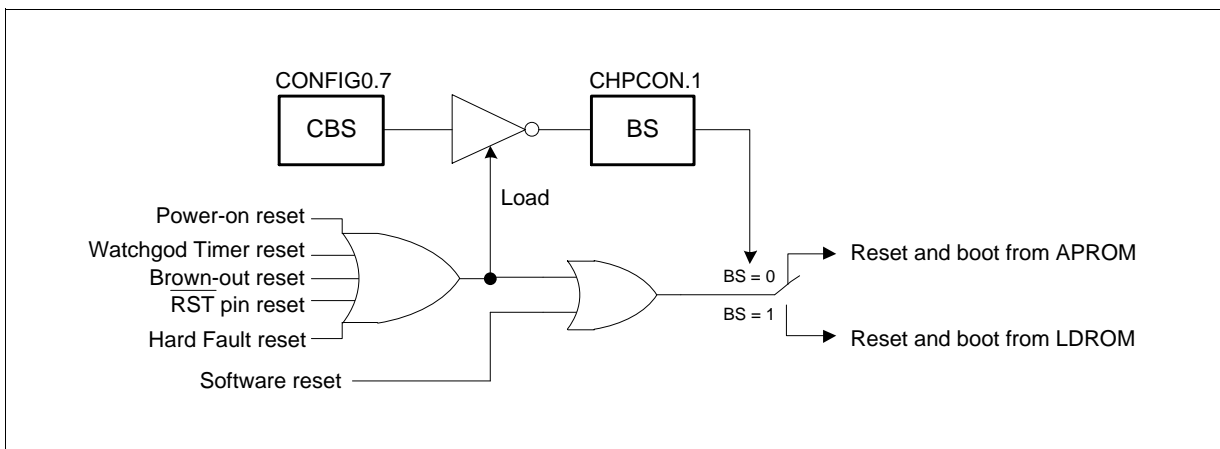 CONFIG0.7
CHPCON.1
CBS
BS
Load
Power-on reset
Watchgod Timer reset
Brown-out reset
RST pin reset
Hard Fault reset
Software reset
BS = 0
BS = 1
Reset and boot from APROM
Reset and boot from LDROM